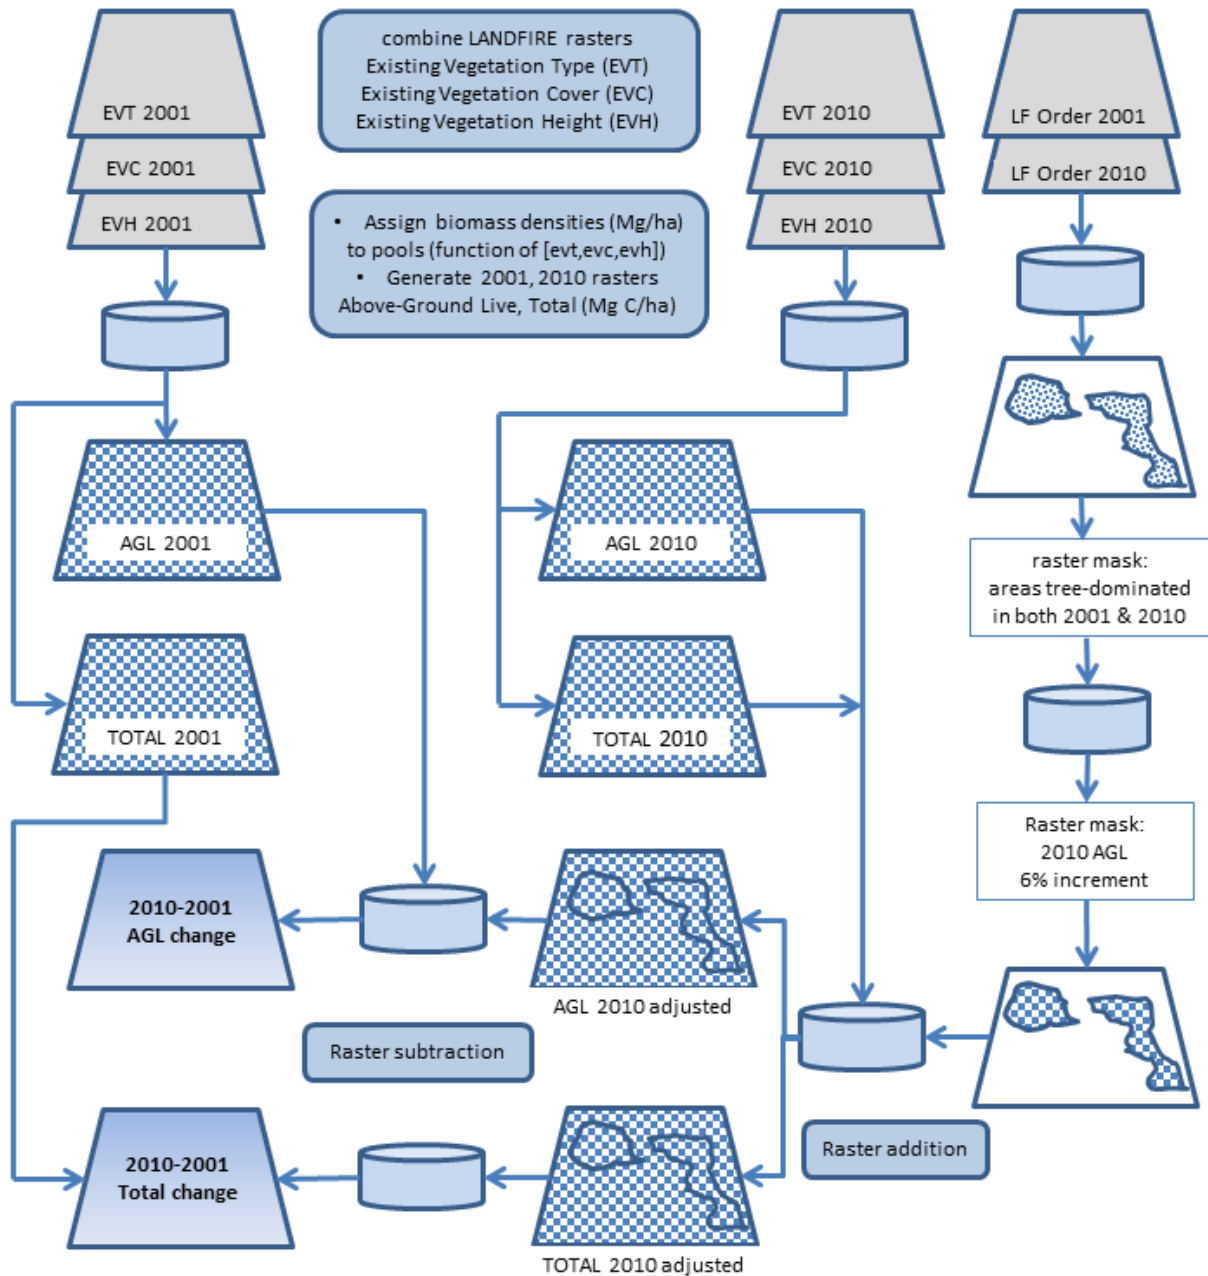 combine LANDFIRE rasters
Existing Vegetation Type (EVT)
Existing Vegetation Cover (EVC)
Existing Vegetation Height (EVH)
EVT 2001
EVC 2001
EVH 2001
EVT 2010
EVC 2010
EVH 2010
LF Order 2001
LF Order 2010
• Assign biomass densities (Mg/ha)
to pools (function of [evt,evc,evh])
• Generate 2001, 2010 rasters
Above-Ground Live, Total (Mg C/ha)
AGL 2001
AGL 2010
raster mask:
areas tree-dominated
in both 2001 & 2010
TOTAL 2001
TOTAL 2010
Raster mask:
2010 AGL
6% increment
2010-2001
AGL change
AGL 2010 adjusted
Raster subtraction
Raster addition
2010-2001
Total change
TOTAL 2010 adjusted